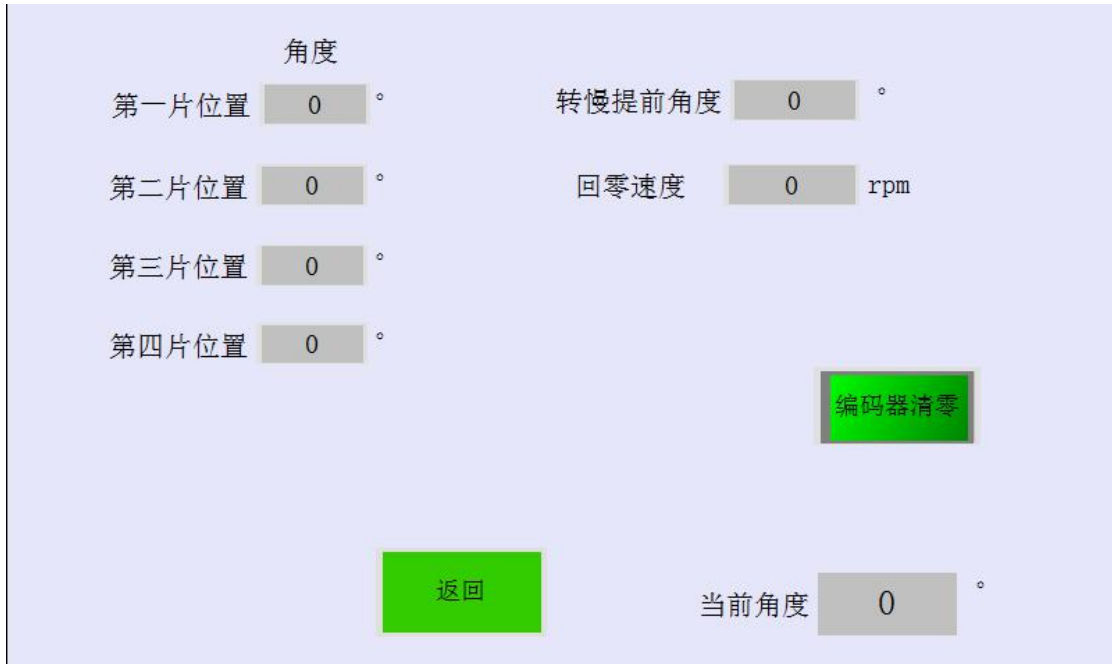 角度
第一片位置 0 °
转慢提前角度 0 °
第二片位置 0 °
回零速度 0 rpm
第三片位置 0 °
第四片位置 0 °
编码器清零
返回
当前角度 0 °